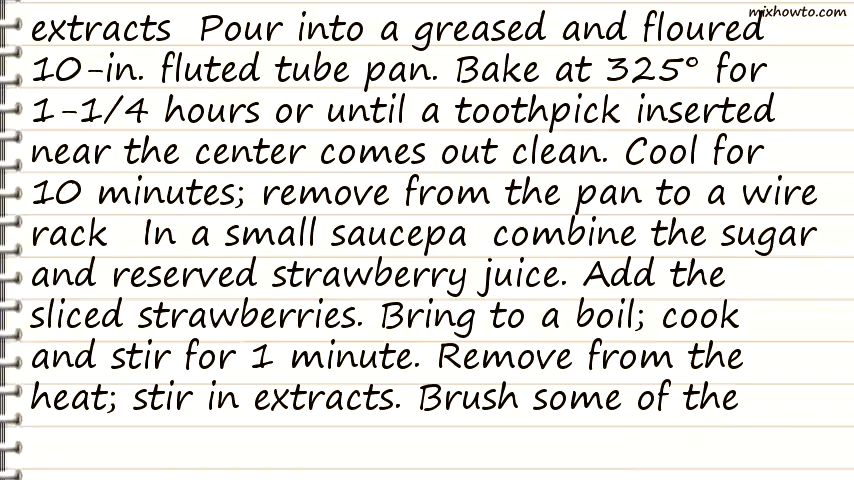 mixhowto.com
extracts  Pour into a greased and floured
10-in. fluted tube pan. Bake at 325° for
1-1/4 hours or until a toothpick inserted
near the center comes out clean. Cool for
10 minutes; remove from the pan to a wire
rack   In a small saucepa  combine the sugar
and reserved strawberry juice. Add the
sliced strawberries. Bring to a boil; cook
and stir for 1 minute. Remove from the
heat; stir in extracts. Brush some of the